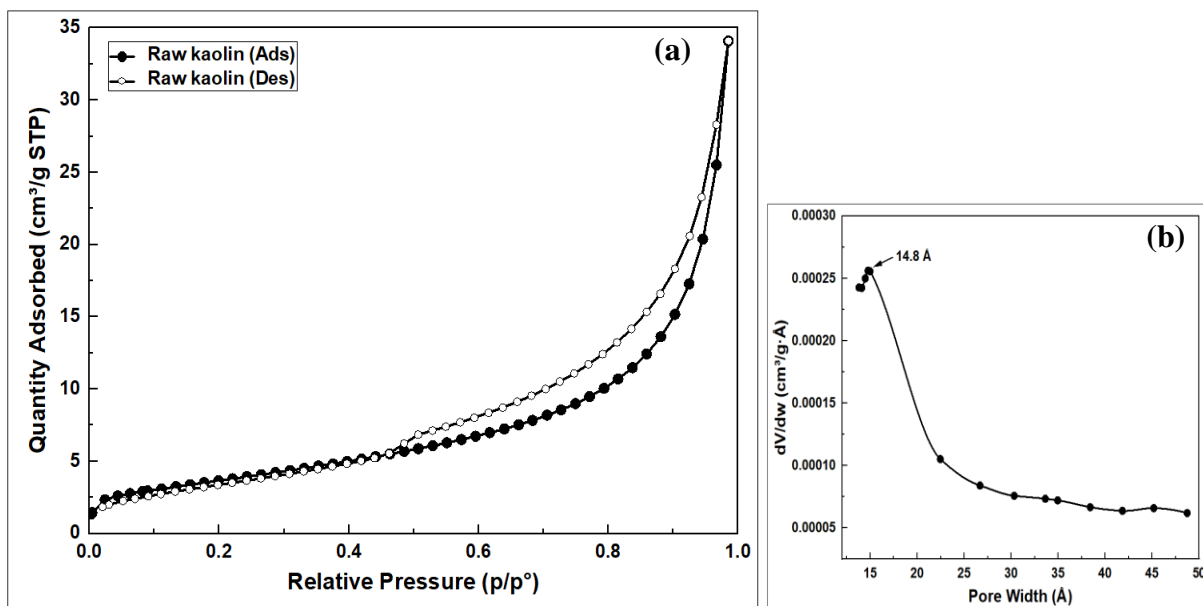 (a)
Raw kaolin (Ads)
Raw kaolin (Des)
35
30
25
20
15
10
5
0
Quantity Adsorbed (cm³/g STP)
0.0 0.2 0.4 0.6 0.8 1.0
Relative Pressure (p/p°)
(b)
14.8 Å
0.00030
0.00025
0.00020
0.00015
0.00010
0.00005
dV/dw (cm³/g·Å)
15 20 25 30 35 40 45 50
Pore Width (Å)